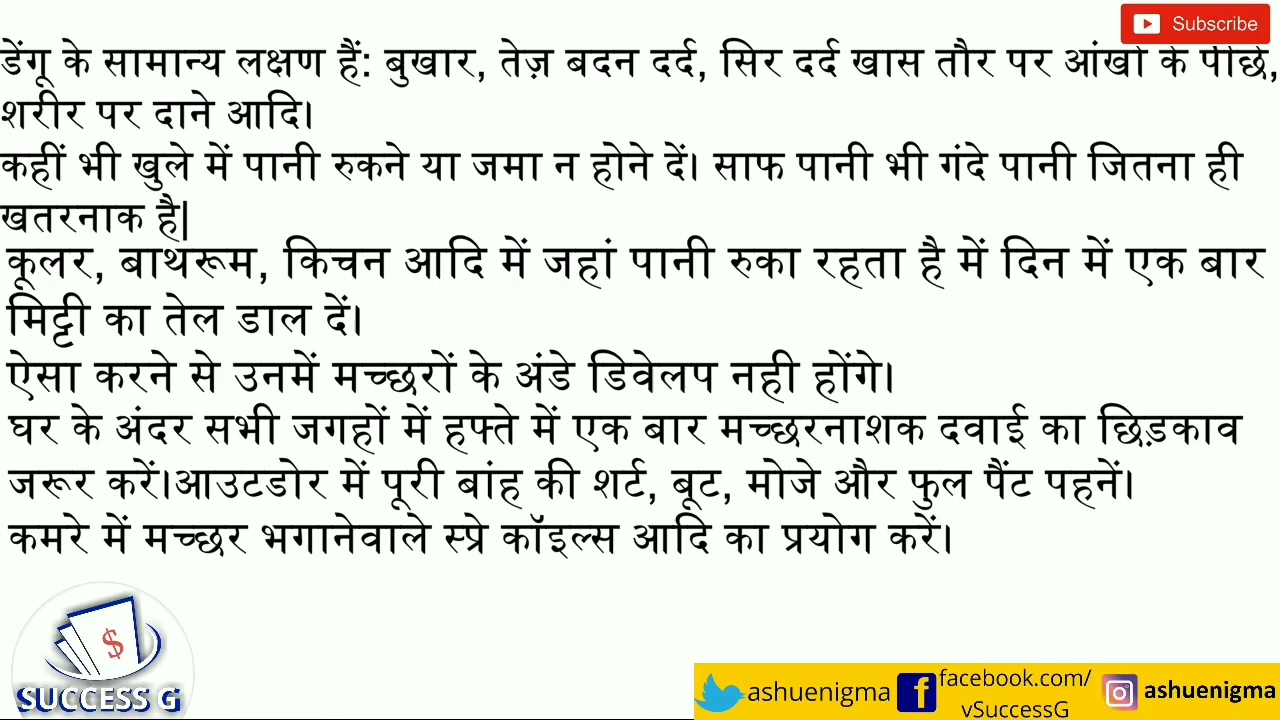 Subscribe
डेंगू के सामान्य लक्षण हैं: बुखार, तेज़ बदन दर्द, सिर दर्द खास तौर पर आंखों के पीछे,
शरीर पर दाने आदि।
कहीं भी खुले में पानी रुकने या जमा न होने दें। साफ पानी भी गंदे पानी जितना ही
खतरनाक है|
कूलर, बाथरूम, किचन आदि में जहां पानी रुका रहता है में दिन में एक बार
मिट्टी का तेल डाल दें।
ऐसा करने से उनमें मच्छरों के अंडे डिवेलप नही होंगे।
घर के अंदर सभी जगहों में हफ्ते में एक बार मच्छरनाशक दवाई का छिड़काव
जरूर करें।आउटडोर में पूरी बांह की शर्ट, बूट, मोजे और फुल पैंट पहनें।
कमरे में मच्छर भगानेवाले स्प्रे कॉइल्स आदि का प्रयोग करें।
$
SUCCESS G
ashuenigma
facebook.com/
vSuccessG
ashuenigma